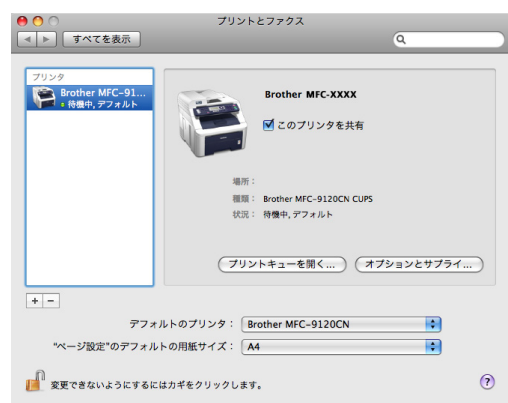 プリントとファクス
すべてを表示
プリンタ
Brother MFC-91...
待機中, デフォルト
Brother MFC-XXXX
このプリンタを共有
場所：
種類： Brother MFC-9120CN CUPS
状況： 待機中, デフォルト
プリントキューを開く...
オプションとサプライ...
+ −
デフォルトのプリンタ： Brother MFC-9120CN
“ページ設定”のデフォルトの用紙サイズ： A4
変更できないようにするにはカギをクリックします。
?